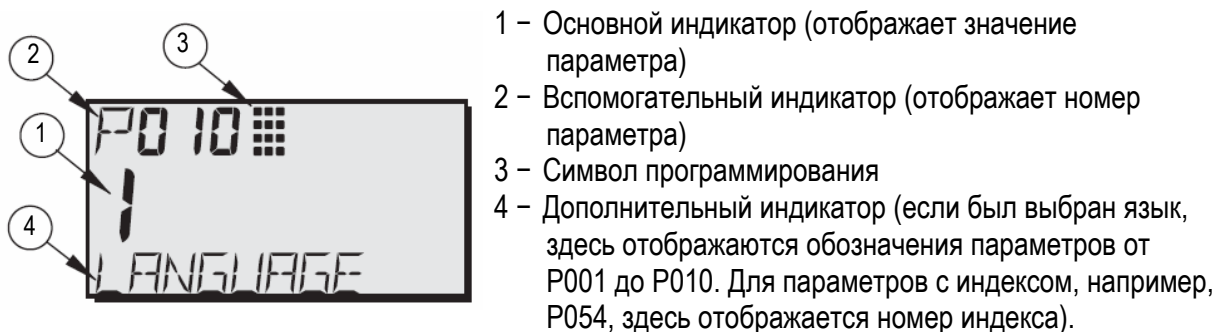 3
2
P010
1
1
4
LANGUAGE
1 – Основной индикатор (отображает значение
параметра)
2 – Вспомогательный индикатор (отображает номер
параметра)
3 – Символ программирования
4 – Дополнительный индикатор (если был выбран язык,
здесь отображаются обозначения параметров от
P001 до P010. Для параметров с индексом, например,
P054, здесь отображается номер индекса).